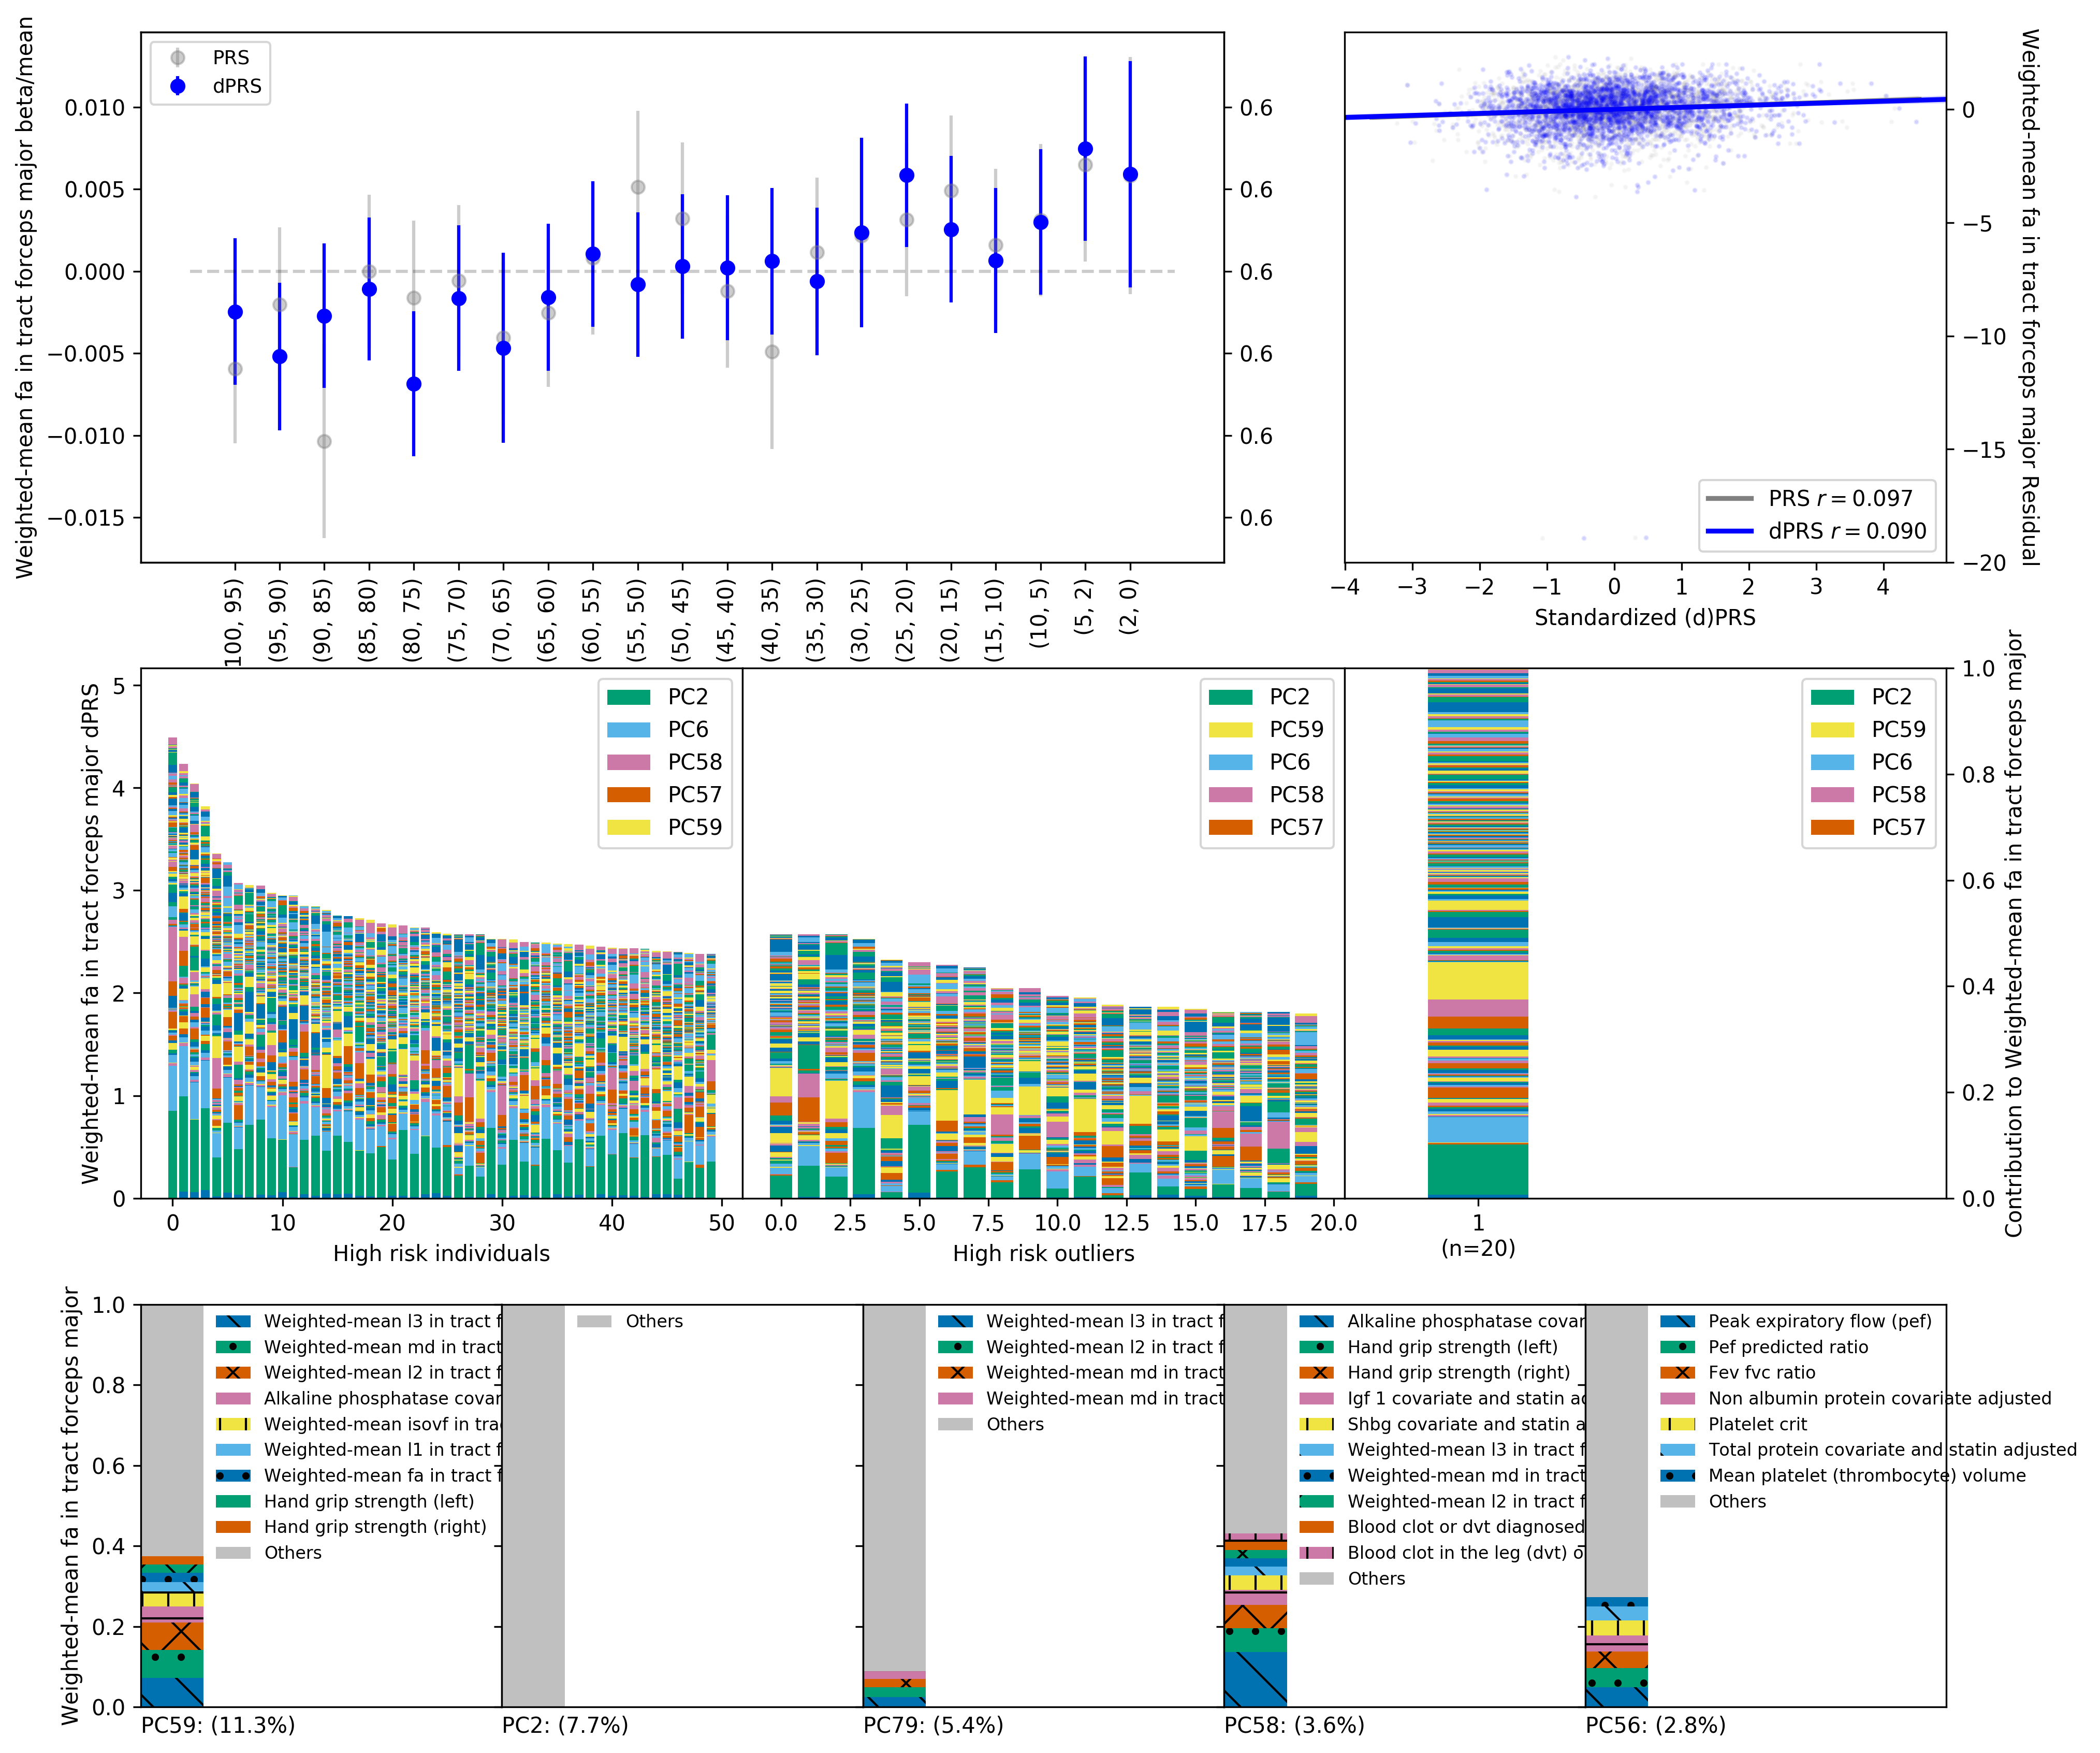 Weighted-mean fa in tract forceps major beta/mean
PRS
dPRS
0.010
0.005
0.000
−0.005
−0.010
−0.015
0.6
0.6
0.6
0.6
0.6
0.6
100, 95)
(95, 90)
(90, 85)
(85, 80)
(80, 75)
(75, 70)
(70, 65)
(65, 60)
(60, 55)
(55, 50)
(50, 45)
(45, 40)
(40, 35)
(35, 30)
(30, 25)
(25, 20)
(20, 15)
(15, 10)
(10, 5)
(5, 2)
(2, 0)
Weighted-mean fa in tract forceps major Residual
0
−5
−10
−15
−20
PRS r = 0.097
dPRS r = 0.090
−4 −3 −2 −1 0 1 2 3 4
Standardized (d)PRS
Weighted-mean fa in tract forceps major dPRS
5
4
3
2
1
0
PC2
PC6
PC58
PC57
PC59
0 10 20 30 40 50
High risk individuals
PC2
PC59
PC6
PC58
PC57
0.0 2.5 5.0 7.5 10.0 12.5 15.0 17.5 20.0
High risk outliers
PC2
PC59
PC6
PC58
PC57
1
(n=20)
1.0
0.8
0.6
0.4
0.2
0.0
Contribution to Weighted-mean fa in tract forceps major
Weighted-mean fa in tract forceps major
1.0
0.8
0.6
0.4
0.2
0.0
Weighted-mean l3 in tract f
Weighted-mean md in tract
Weighted-mean l2 in tract f
Alkaline phosphatase covar
Weighted-mean isovf in tra
Weighted-mean l1 in tract f
Weighted-mean fa in tract f
Hand grip strength (left)
Hand grip strength (right)
Others
PC59: (11.3%)
Others
PC2: (7.7%)
Weighted-mean l3 in tract f
Weighted-mean l2 in tract f
Weighted-mean md in tract
Weighted-mean md in tract
Others
PC79: (5.4%)
Alkaline phosphatase covar
Hand grip strength (left)
Hand grip strength (right)
Igf 1 covariate and statin ad
Shbg covariate and statin a
Weighted-mean l3 in tract f
Weighted-mean md in tract
Weighted-mean l2 in tract f
Blood clot or dvt diagnosed
Blood clot in the leg (dvt) o
Others
PC58: (3.6%)
Peak expiratory flow (pef)
Pef predicted ratio
Fev fvc ratio
Non albumin protein covariate adjusted
Platelet crit
Total protein covariate and statin adjusted
Mean platelet (thrombocyte) volume
Others
PC56: (2.8%)